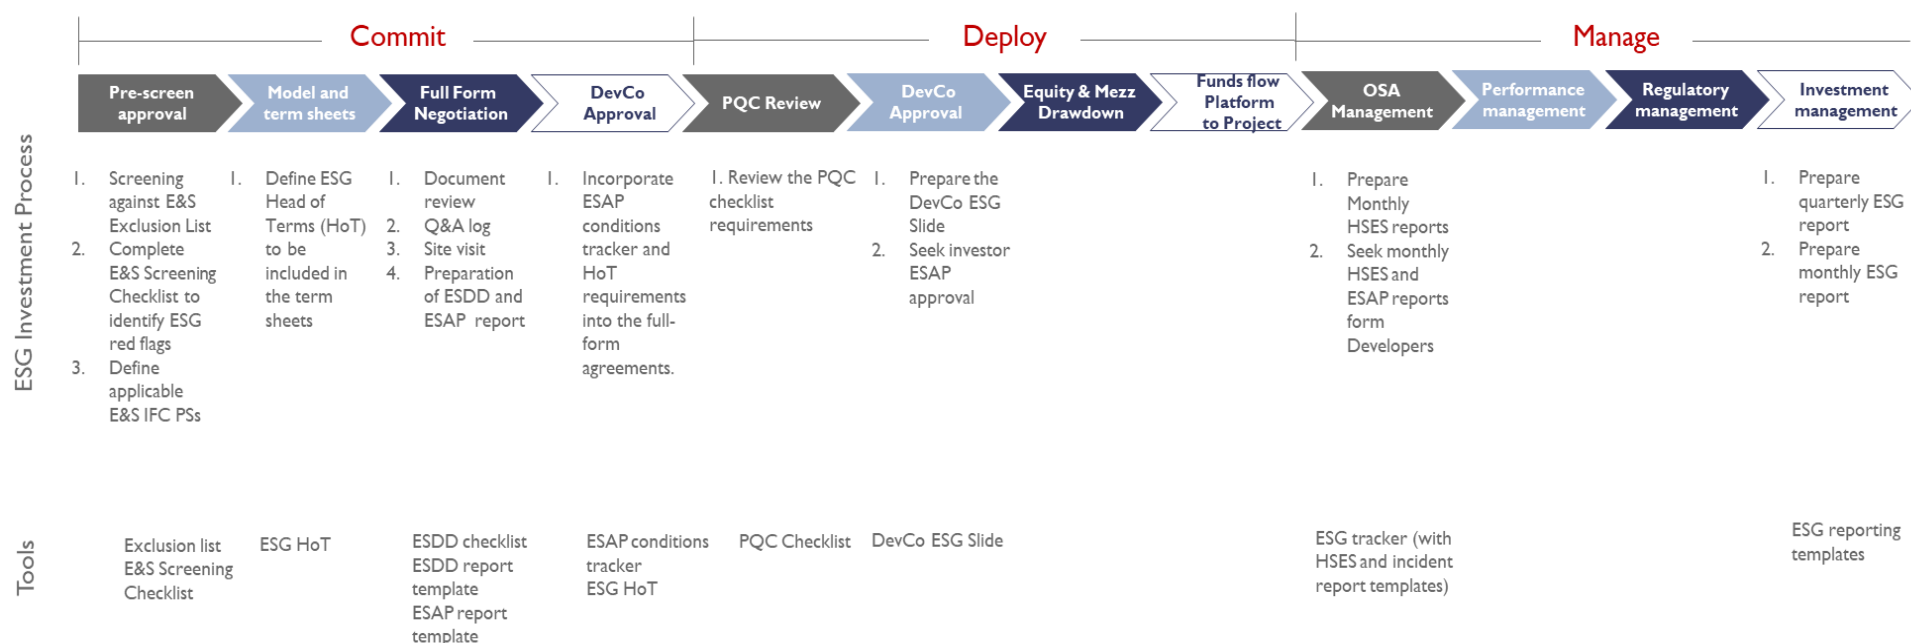 Commit
Deploy
Manage
Pre-screen
approval
Model and
term sheets
Full Form
Negotiation
DevCo
Approval
PQC Review
DevCo
Approval
Equity & Mezz
Drawdown
Funds flow
Platform
to Project
OSA
Management
Performance
management
Regulatory
management
Investment
management
ESG Investment Process
1. Screening
against E&S
Exclusion List
2. Complete
E&S Screening
Checklist to
identify ESG
red flags
3. Define
applicable
E&S IFC PSs
1. Define ESG
Head of
Terms (HoT)
to be
included in
the term
sheets
1. Document
review
2. Q&A log
3. Site visit
4. Preparation
of ESDD and
ESAP report
1. Incorporate
ESAP
conditions
tracker and
HoT
requirements
into the full-
form
agreements.
1. Review the PQC
checklist
requirements
1. Prepare the
DevCo ESG
Slide
2. Seek investor
ESAP
approval
1. Prepare
Monthly
HSES reports
2. Seek monthly
HSES and
ESAP reports
form
Developers
1. Prepare
quarterly ESG
report
2. Prepare
monthly ESG
report
Tools
Exclusion list
E&S Screening
Checklist
ESG HoT
ESDD checklist
ESDD report
template
ESAP report
template
ESAP conditions
tracker
ESG HoT
PQC Checklist
DevCo ESG Slide
ESG tracker (with
HSES and incident
report templates)
ESG reporting
templates